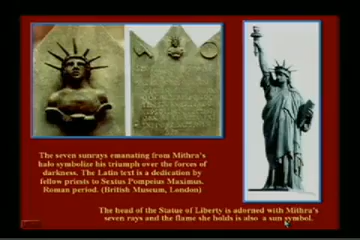 The seven sunrays emanating from Mithra's
halo symbolize his triumph over the forces of
darkness. The Latin text is a dedication by
fellow priests to Sextius Pompeius Maximus.
Roman period. (British Museum, London)
The head of the Statue of Liberty is adorned with Mithra's
seven rays and the flame she holds is also a sun symbol.